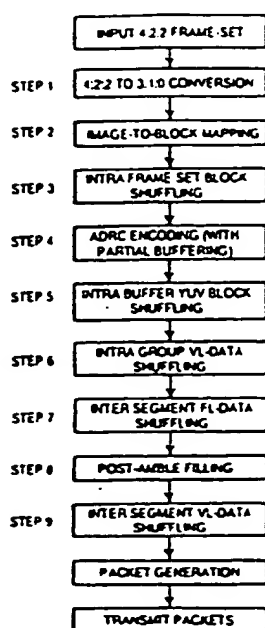 INPUT 4.2.2 FRAME-SET
STEP 1
4:2:2 TO 3.1:0 CONVERSION
STEP 2
IMAGE-TO-BLOCK MAPPING
STEP 3
INTRA FRAME SET BLOCK
SHUFFLING
STEP 4
ADRC ENCODING (WITH
PARTIAL BUFFERING)
STEP 5
INTRA BUFFER YUV BLOCK
SHUFFLING
STEP 6
INTRA GROUP VL-DATA
SHUFFLING
STEP 7
INTER SEGMENT FL-DATA
SHUFFLING
STEP 8
POST-AMBLE FILLING
STEP 9
INTER SEGMENT VL-DATA
SHUFFLING
PACKET GENERATION
TRANSMIT PACKETS